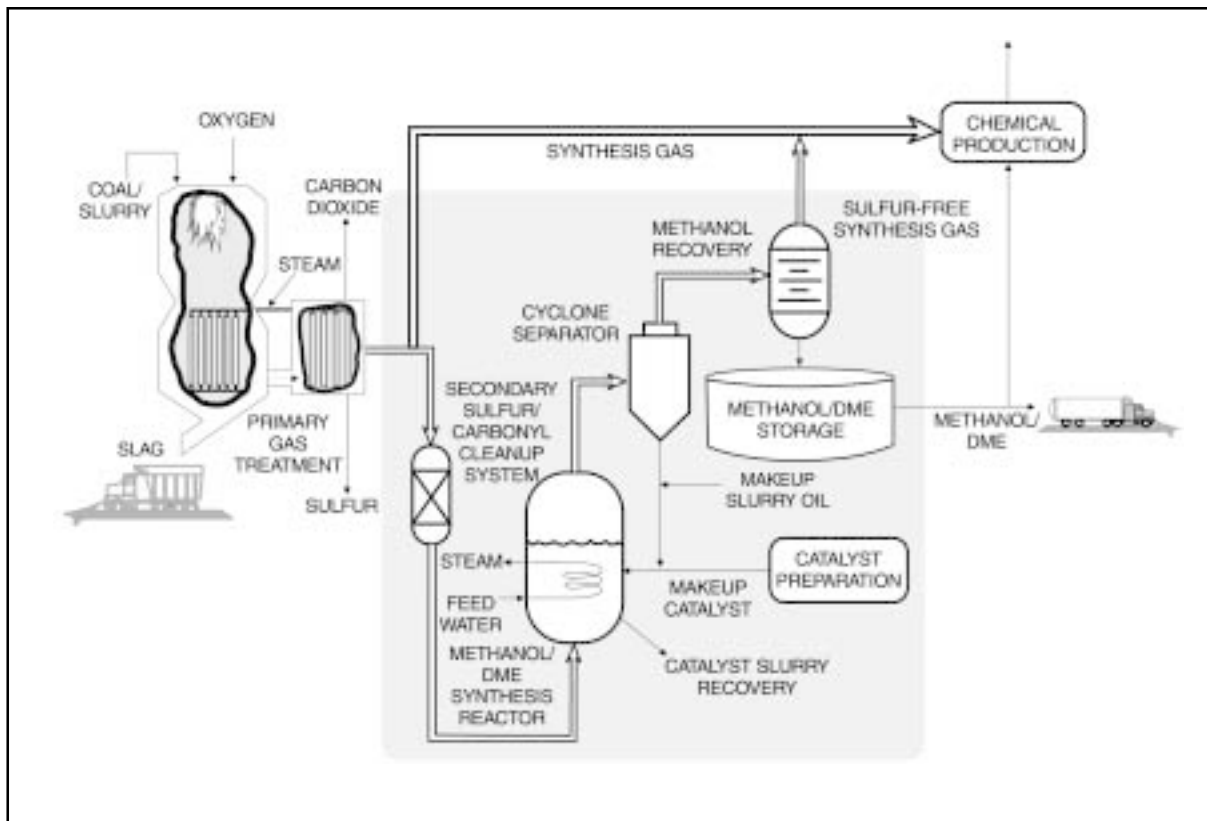 OXYGEN
COAL/
SLURRY
CARBON
DIOXIDE
STEAM
PRIMARY
GAS
TREATMENT
SLAG
SULFUR
SYNTHESIS GAS
CHEMICAL
PRODUCTION
SULFUR-FREE
SYNTHESIS GAS
METHANOL
RECOVERY
CYCLONE
SEPARATOR
SECONDARY
SULFUR/
CARBONYL
CLEANUP
SYSTEM
METHANOL/DME
STORAGE
METHANOL/
DME
MAKEUP
SLURRY OIL
STEAM
FEED
WATER
MAKEUP
CATALYST
CATALYST
PREPARATION
METHANOL/
DME
SYNTHESIS
REACTOR
CATALYST SLURRY
RECOVERY